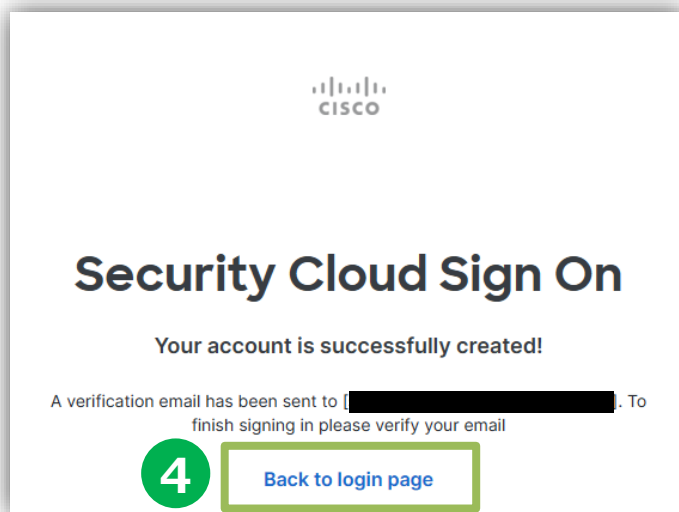 CISCO
Security Cloud Sign On
Your account is successfully created!
A verification email has been sent to [ ]. To
finish signing in please verify your email
4 Back to login page